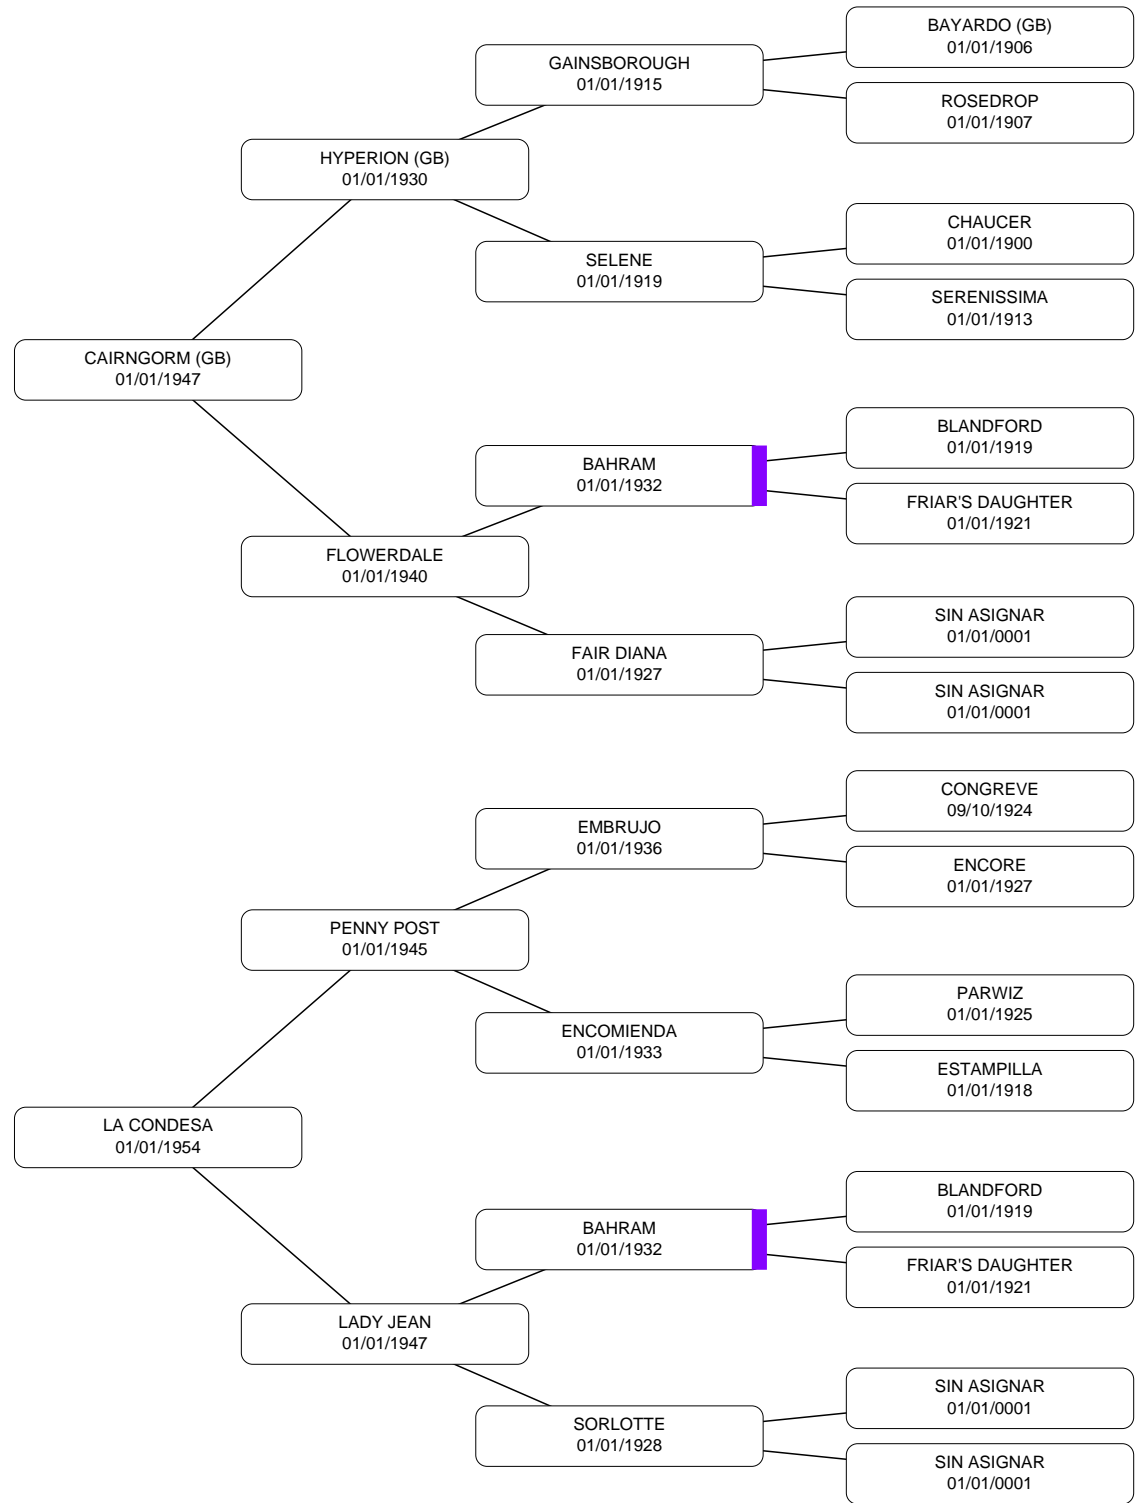 BAYARDO (GB)
01/01/1906
GAINSBOROUGH
01/01/1915
ROSEDROP
01/01/1907
HYPERION (GB)
01/01/1930
CHAUCER
01/01/1900
SELENE
01/01/1919
SERENISSIMA
01/01/1913
CAIRNGORM (GB)
01/01/1947
BLANDFORD
01/01/1919
BAHRAM
01/01/1932
FRIAR'S DAUGHTER
01/01/1921
FLOWERDALE
01/01/1940
SIN ASIGNAR
01/01/0001
FAIR DIANA
01/01/1927
SIN ASIGNAR
01/01/0001
CONGREVE
09/10/1924
EMBRUJO
01/01/1936
ENCORE
01/01/1927
PENNY POST
01/01/1945
PARWIZ
01/01/1925
ENCOMIENDA
01/01/1933
ESTAMPILLA
01/01/1918
LA CONDESA
01/01/1954
BLANDFORD
01/01/1919
BAHRAM
01/01/1932
FRIAR'S DAUGHTER
01/01/1921
LADY JEAN
01/01/1947
SIN ASIGNAR
01/01/0001
SORLOTTE
01/01/1928
SIN ASIGNAR
01/01/0001